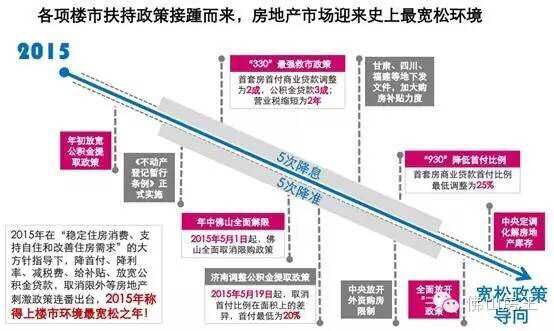 各项楼市扶持政策接踵而来，房地产市场迎来史上最宽松环境
2015
“330”最强救市政策
首套房首付商业贷款调整
为2成，公积金贷款3成；
营业税缩短为2年
甘肃、四川、
福建等地下发
文件，加大购
房补贴力度
年初放宽
公积金提
取政策
《不动产
登记暂行
条例》正
式实施
5次降息
5次降准
“930”降低首付比例
首套房商业贷款首付比例
最低调整为25%
年中佛山全面解限
2015年5月1日起，佛
山全面取消限购政策
济南调整公积金提取政策
2015年5月19日起，取消
首付比例在面积上的差
异，首付最低为20%
中央放开
外资购房
限制
全面放开
政策
中央定调
化解房地
产库存
2015年在“稳定住房消费、支
持自住和改善住房需求”的大
方针指导下，降首付、降利
率、减税费、给补贴、放宽公
积金贷款，取消限外等房地产
刺激政策连番出台，2015年称
得上楼市环境最宽松之年！
宽松政策
导向